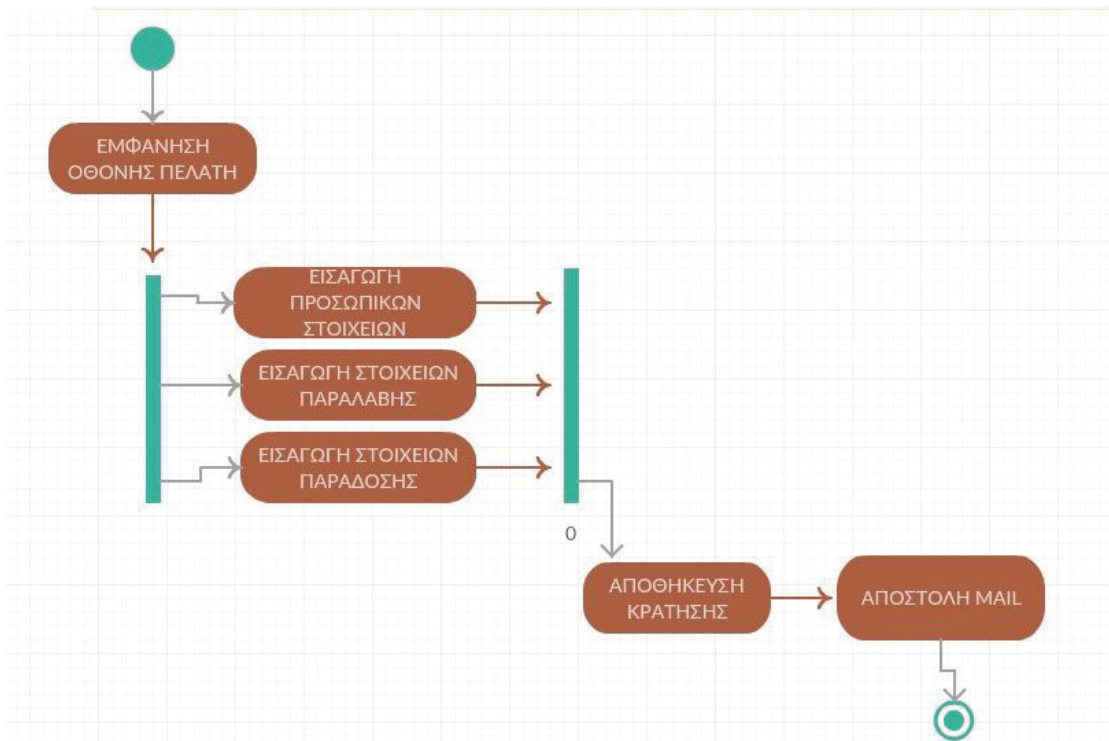 ΕΜΦΑΝΗΣΗ
ΟΘΟΝΗΣ ΠΕΛΑΤΗ
ΕΙΣΑΓΩΓΗ
ΠΡΟΣΩΠΙΚΩΝ
ΣΤΟΙΧΕΙΩΝ
ΕΙΣΑΓΩΓΗ ΣΤΟΙΧΕΙΩΝ
ΠΑΡΑΛΑΒΗΣ
ΕΙΣΑΓΩΓΗ ΣΤΟΙΧΕΙΩΝ
ΠΑΡΑΔΟΣΗΣ
0
ΑΠΟΘΗΚΕΥΣΗ
ΚΡΑΤΗΣΗΣ
ΑΠΟΣΤΟΛΗ MAIL